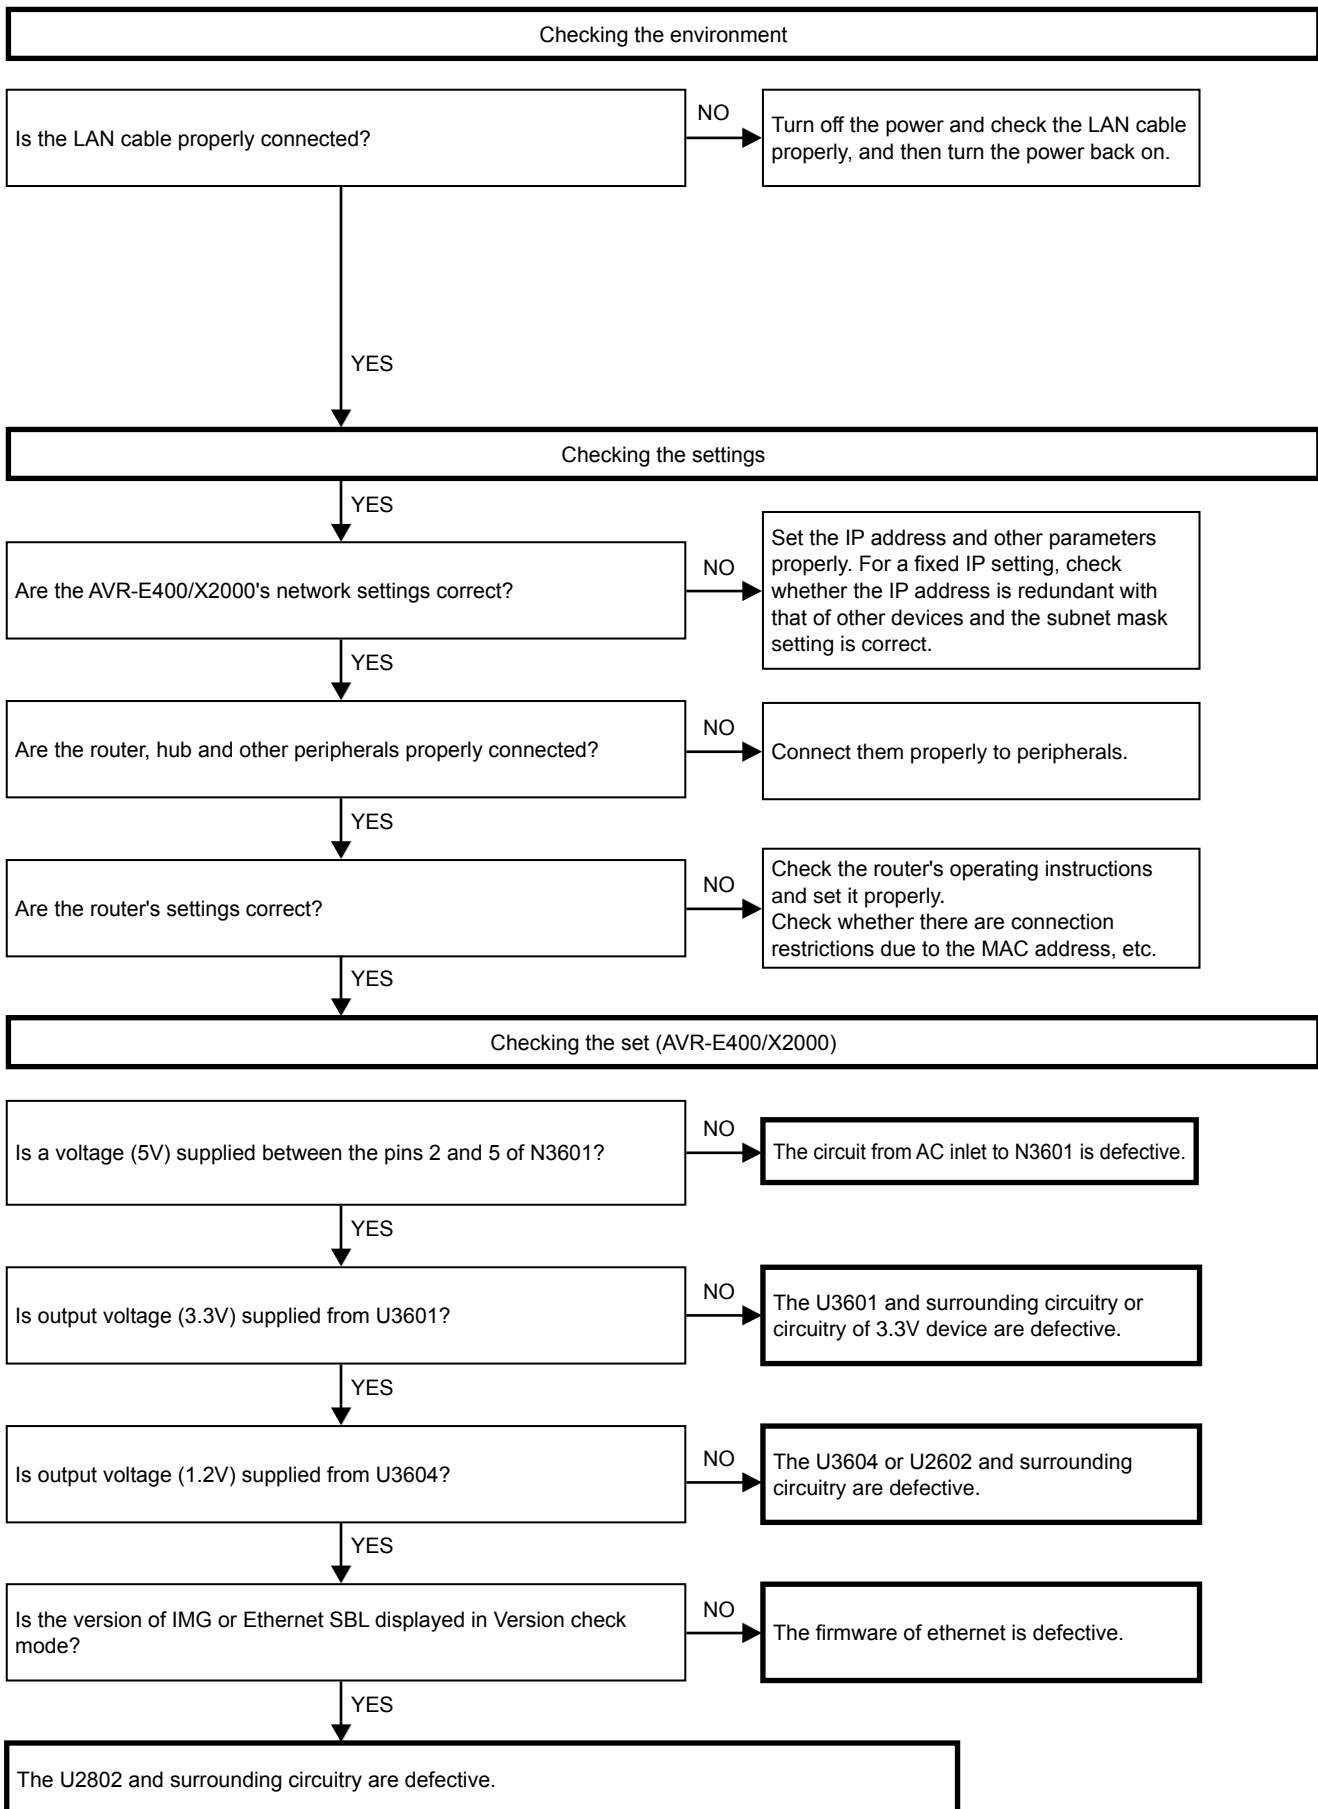 Checking the environment
Is the LAN cable properly connected?
NO
Turn off the power and check the LAN cable
properly, and then turn the power back on.
YES
Checking the settings
YES
Are the AVR-E400/X2000's network settings correct?
NO
Set the IP address and other parameters
properly. For a fixed IP setting, check
whether the IP address is redundant with
that of other devices and the subnet mask
setting is correct.
YES
Are the router, hub and other peripherals properly connected?
NO
Connect them properly to peripherals.
YES
Are the router's settings correct?
NO
Check the router's operating instructions
and set it properly.
Check whether there are connection
restrictions due to the MAC address, etc.
YES
Checking the set (AVR-E400/X2000)
Is a voltage (5V) supplied between the pins 2 and 5 of N3601?
NO
The circuit from AC inlet to N3601 is defective.
YES
Is output voltage (3.3V) supplied from U3601?
NO
The U3601 and surrounding circuitry or
circuitry of 3.3V device are defective.
YES
Is output voltage (1.2V) supplied from U3604?
NO
The U3604 or U2602 and surrounding
circuitry are defective.
YES
Is the version of IMG or Ethernet SBL displayed in Version check
mode?
NO
The firmware of ethernet is defective.
YES
The U2802 and surrounding circuitry are defective.